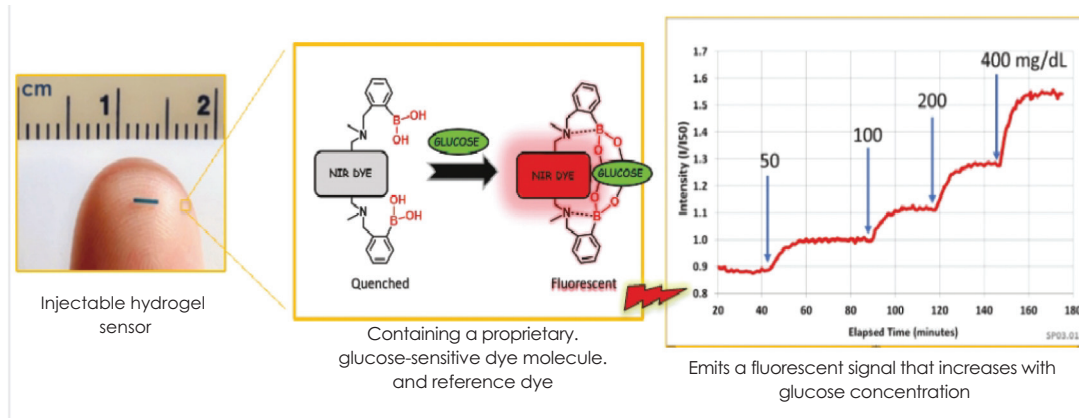 cm 1 2
Injectable hydrogel
sensor
B OH
OH
N
NIR DYE
N
OH
B
OH
Quenched
GLUCOSE
N B O
O
NIR DYE
GLUCOSE
O
N B O
Fluorescent
Containing a proprietary.
glucose-sensitive dye molecule.
and reference dye
Intensity (I/I50)
1.7
1.6
1.5
1.4
1.3
1.2
1.1
1.0
0.9
0.8
50
100
200
400 mg/dL
20 40 60 80 100 120 140 160 180
Elapsed Time (minutes)
SP03.01
Emits a fluorescent signal that increases with
glucose concentration